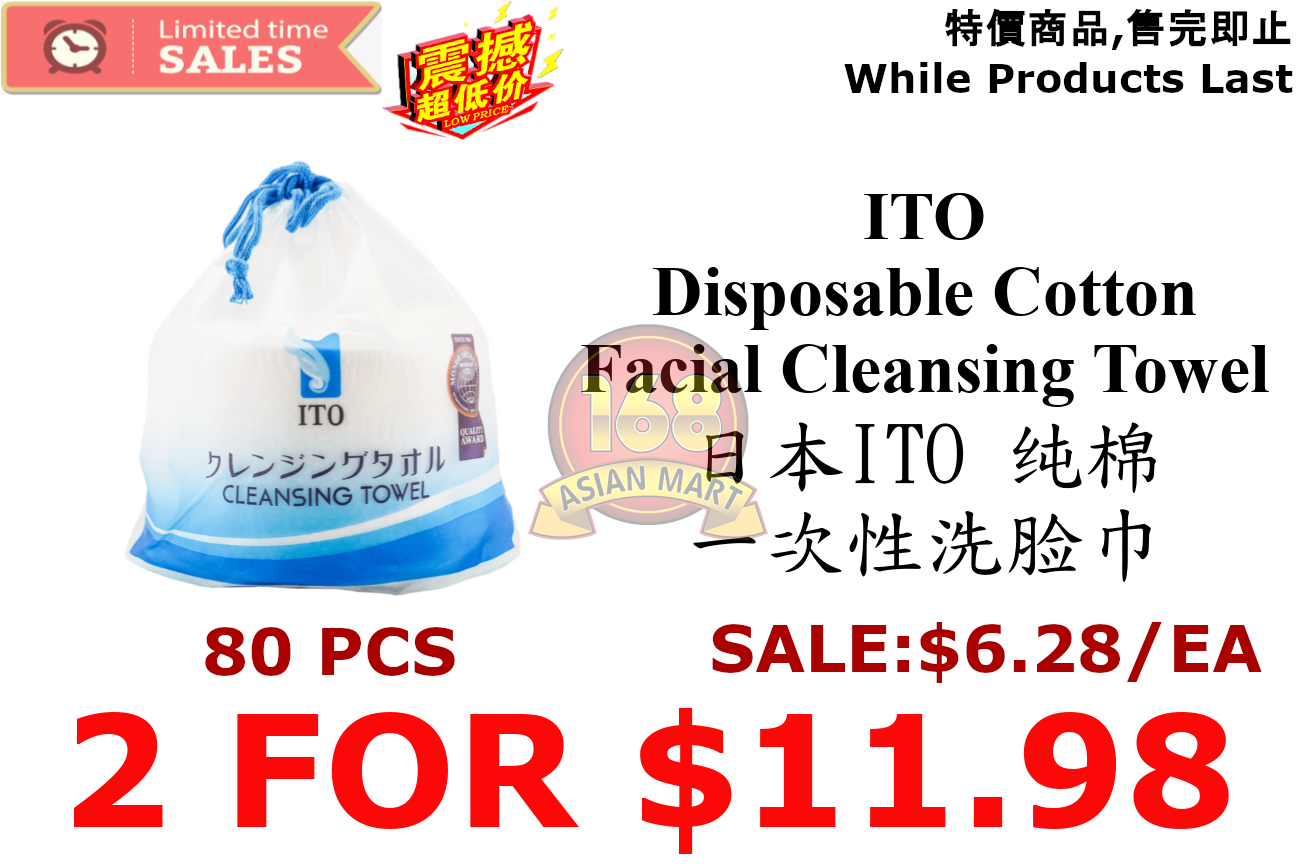 Limited time
SALES
震撼
超低价
LOW PRICE
特價商品,售完即止
While Products Last
ITO
Disposable Cotton
Facial Cleansing Towel
日本ITO 纯棉
一次性洗脸巾
168
ASIAN MART
ITO
クレンジングタオル
CLEANSING TOWEL
QUALITY
AWARD
80 PCS
SALE:$6.28/EA
2 FOR $11.98